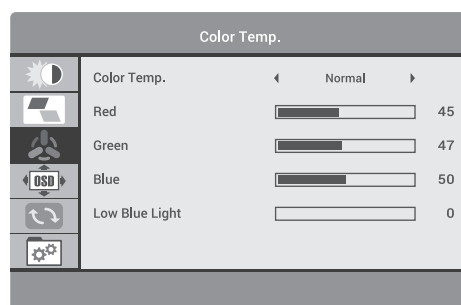 Color Temp.
Color Temp. Normal
Red 45
Green 47
OSD
Blue 50
Low Blue Light 0